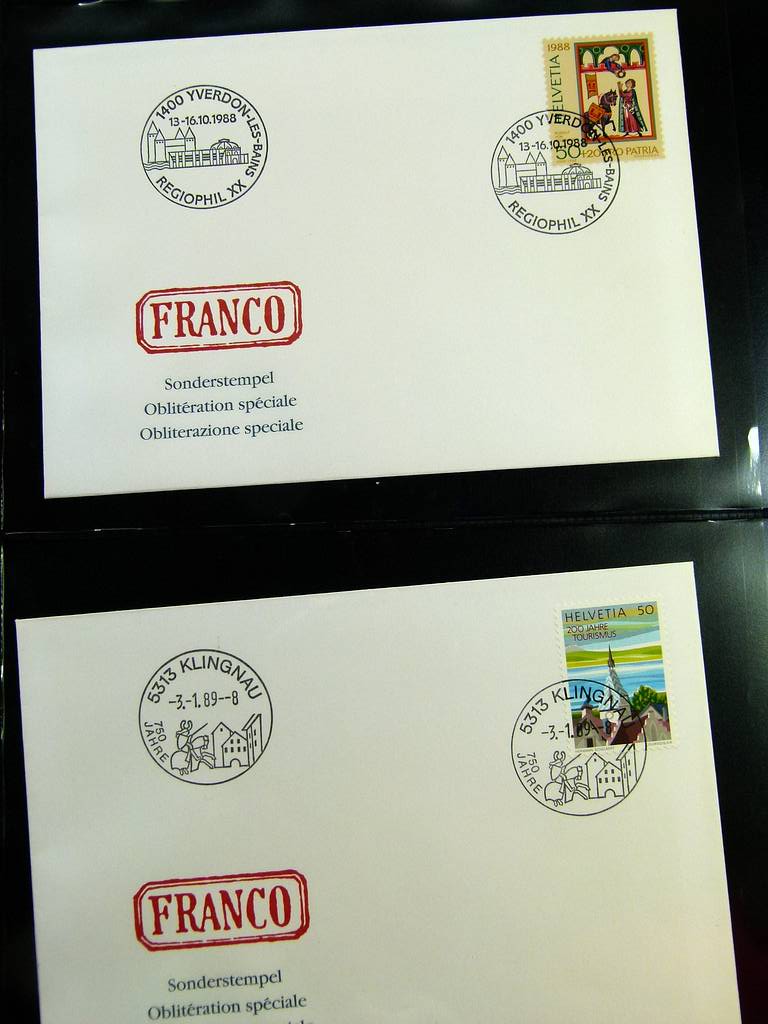 1400 YVERDON-LES-BAINS
13-16.10.1988
REGIOPHIL XX
1988
HELVETIA
50+20 PRO PATRIA
1400 YVERDON-LES-BAINS
13-16.10.1988
REGIOPHIL XX
FRANCO
Sonderstempel
Oblitération spéciale
Obliterazione speciale
5313 KLINGNAU
-3.-1.89--8
750
JAHRE
HELVETIA 50
200 JAHRE
TOURISMUS
5313 KLINGNAU
-3.-1.89--8
750
JAHRE
FRANCO
Sonderstempel
Oblitération spéciale